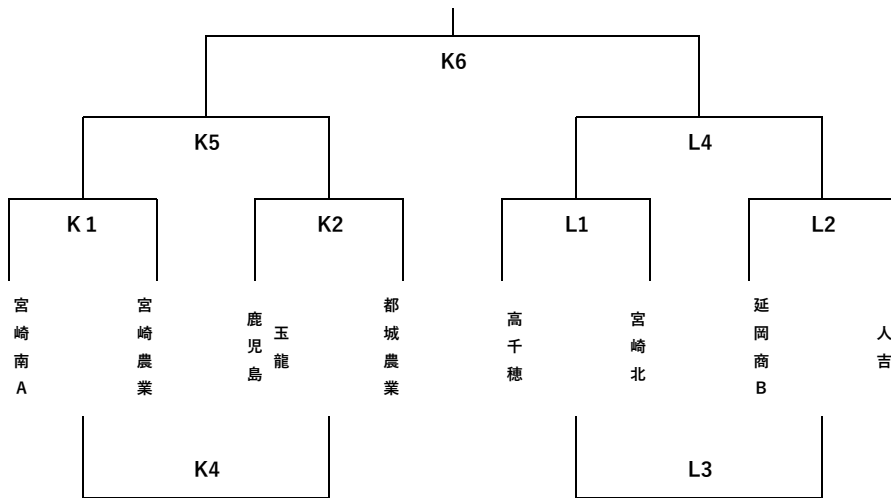 K6
K5
L4
K 1
K2
L1
L2
宮崎南A
宮崎農業
鹿児島
玉龍
都城農業
高千穂
宮崎北
延岡商B
人吉
K4
L3